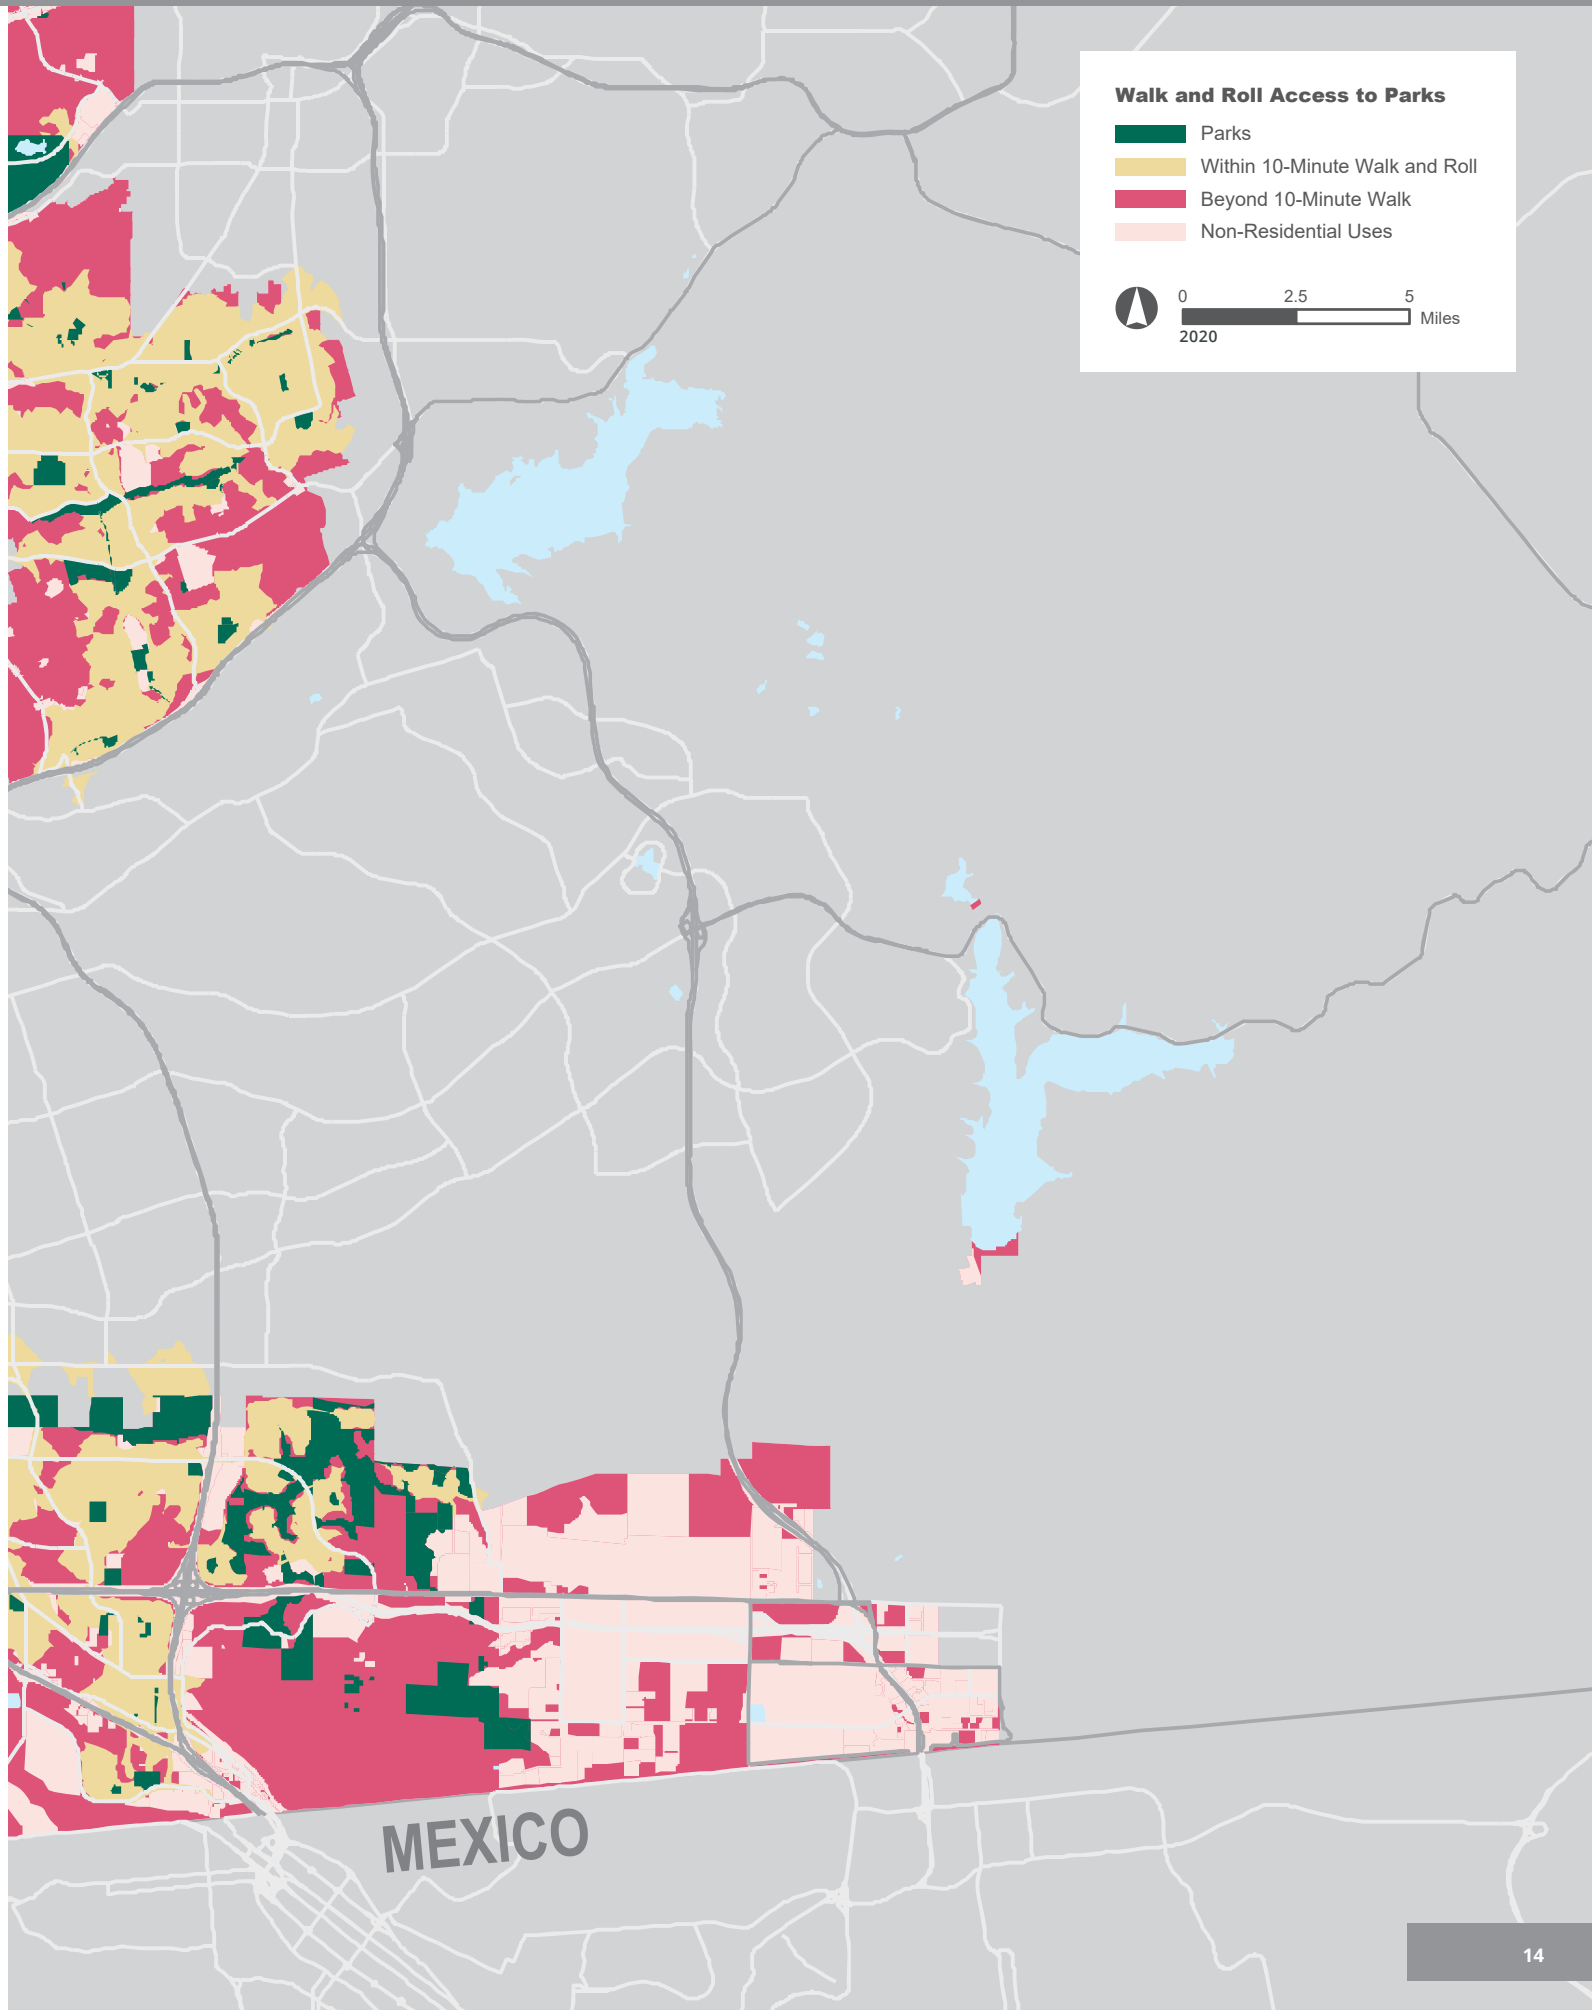 Walk and Roll Access to Parks
Parks
Within 10-Minute Walk and Roll
Beyond 10-Minute Walk
Non-Residential Uses
0 2.5 5
Miles
2020
MEXICO
14